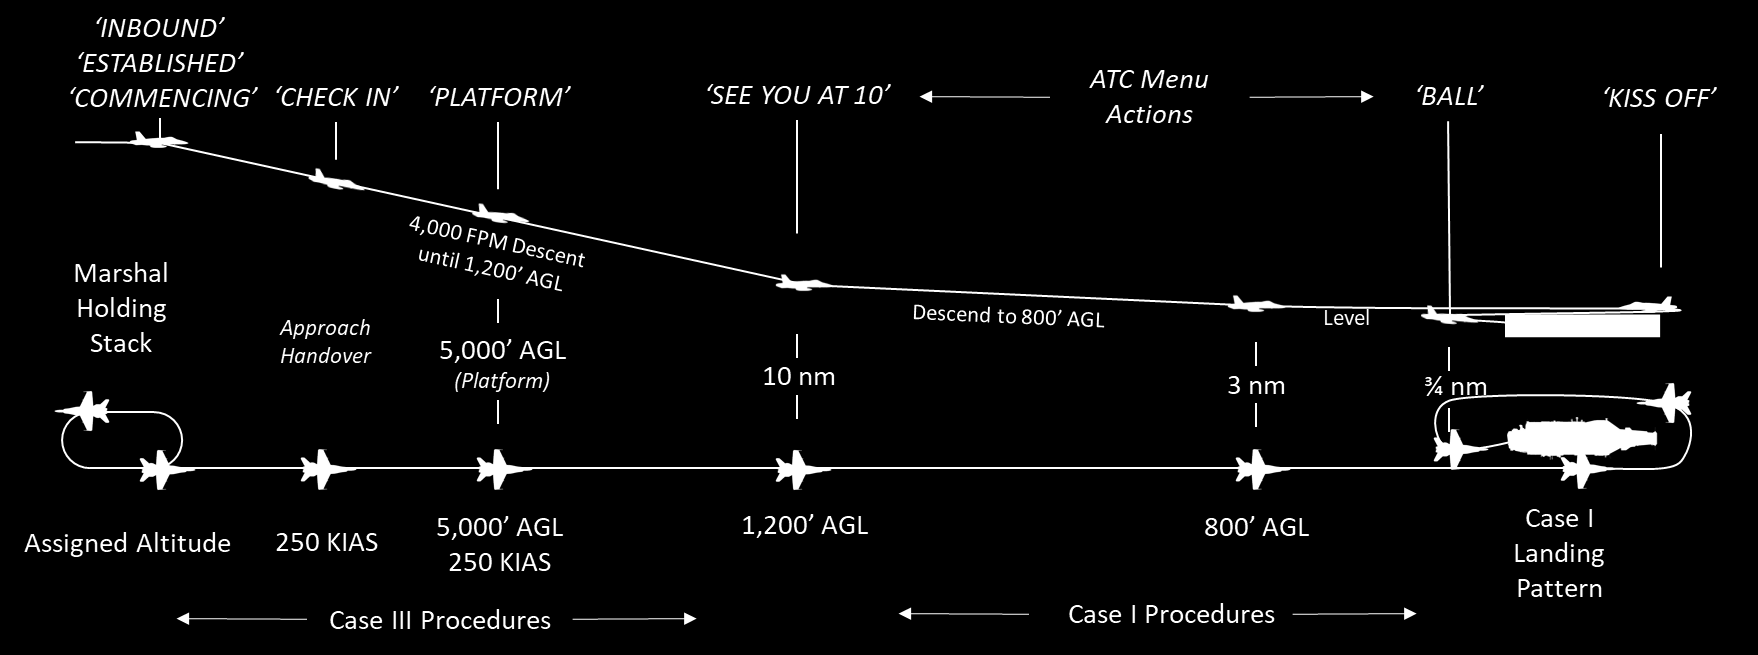 ‘INBOUND’
‘ESTABLISHED’
‘COMMENCING’
‘CHECK IN’
‘PLATFORM’
‘SEE YOU AT 10’
ATC Menu
Actions
‘BALL’
‘KISS OFF’
4,000 FPM Descent
until 1,200’ AGL
Descend to 800’ AGL
Level
Marshal
Holding
Stack
Approach
Handover
5,000’ AGL
(Platform)
10 nm
3 nm
¾ nm
Assigned Altitude
250 KIAS
5,000’ AGL
250 KIAS
1,200’ AGL
800’ AGL
Case I
Landing
Pattern
Case III Procedures
Case I Procedures